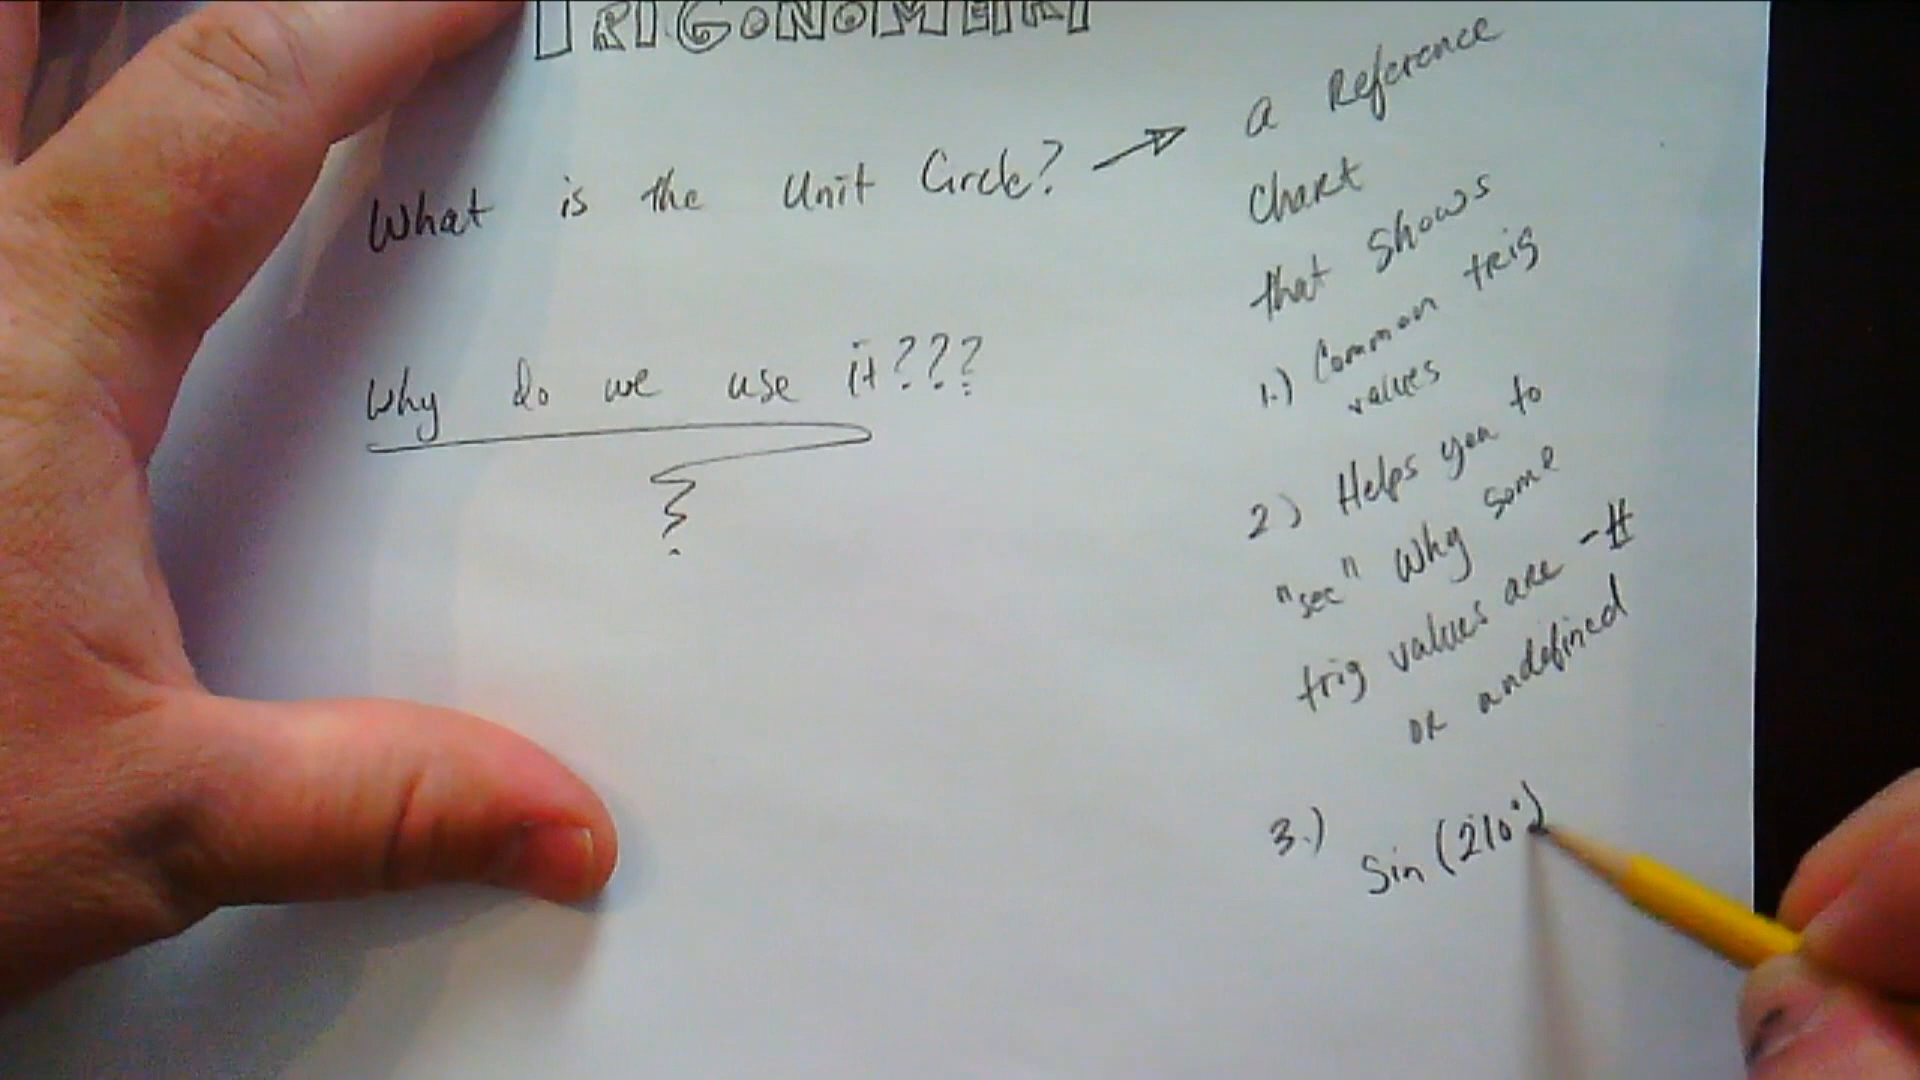 TRIGONOMETRY
What is the Unit Circle? → a Reference
Chart
that Shows
1.) Common trig
values
Why do we use it???
2) Helps you to
"see" Why some
trig values are -#
or undefined
3.) Sin (210°)